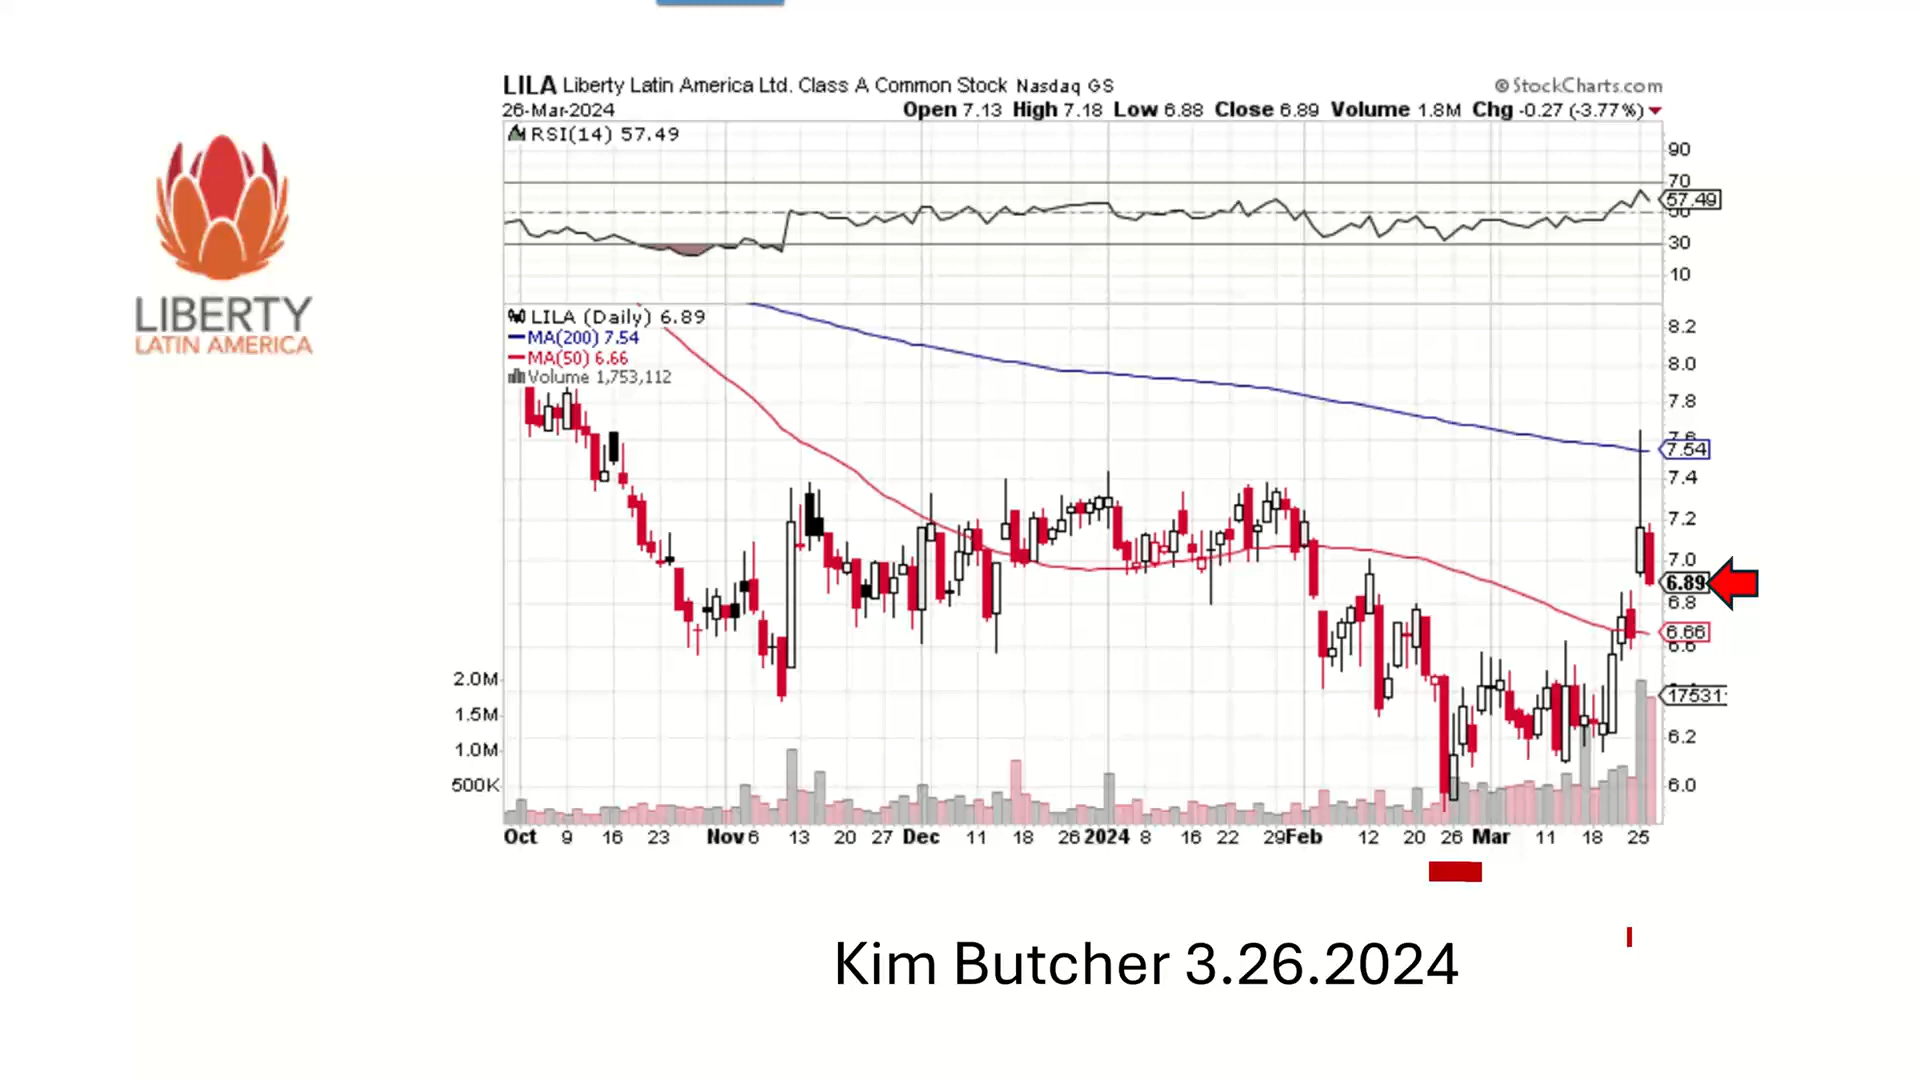 LILA Liberty Latin America Ltd. Class A Common Stock Nasdaq GS
© StockCharts.com
26-Mar-2024
Open 7.13 High 7.18 Low 6.88 Close 6.89 Volume 1.8M Chg -0.27 (-3.77%)
RSI(14) 57.49
90
70
57.49
50
30
10
LIBERTY
LATIN AMERICA
LILA (Daily) 6.89
MA(200) 7.54
MA(50) 6.66
Volume 1,753,112
8.2
8.0
7.8
7.6
7.54
7.4
7.2
7.0
6.89
6.8
6.66
6.6
2.0M
17531
1.5M
6.2
1.0M
500K
6.0
Oct 9 16 23 Nov 6 13 20 27 Dec 11 18 26 2024 8 16 22 29 Feb 12 20 26 Mar 11 18 25
Kim Butcher 3.26.2024